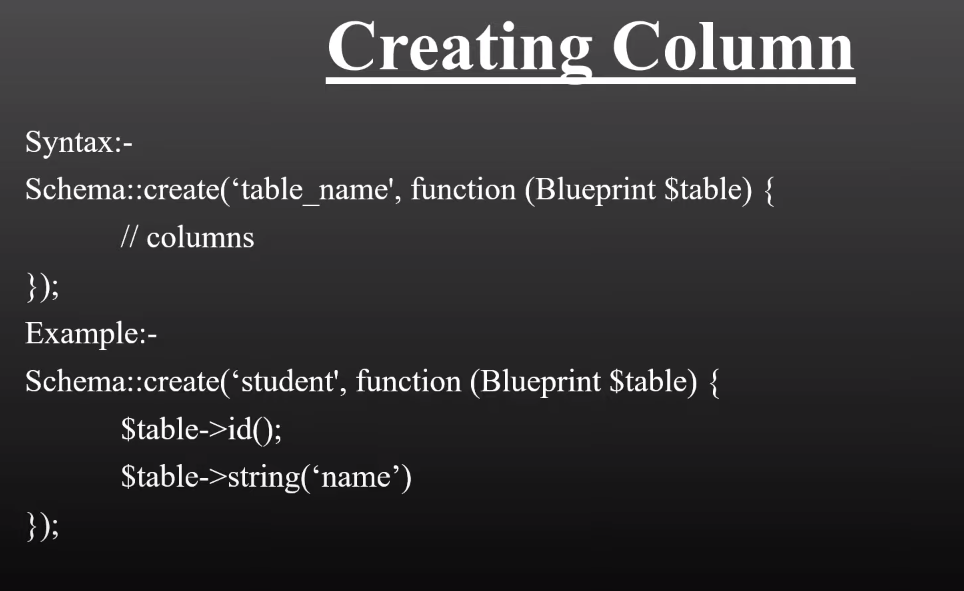 Creating Column
Syntax:-
Schema::create(‘table_name', function (Blueprint $table) {
// columns
});
Example:-
Schema::create(‘student', function (Blueprint $table) {
$table->id();
$table->string(‘name’)
});